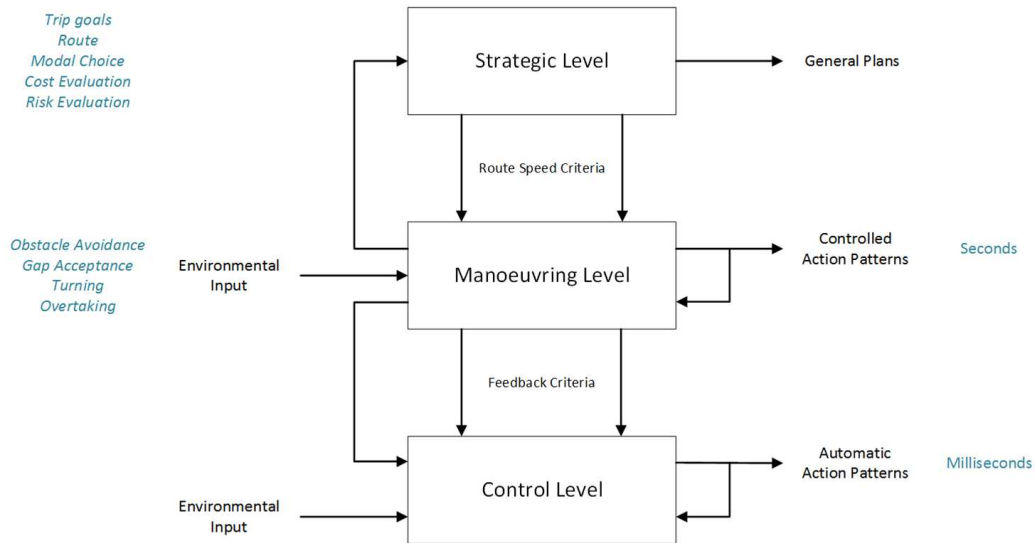 Trip goals
Route
Modal Choice
Cost Evaluation
Risk Evaluation
Strategic Level
General Plans
Route Speed Criteria
Obstacle Avoidance
Gap Acceptance
Turning
Overtaking
Environmental
Input
Manoeuvring Level
Controlled
Action Patterns
Seconds
Feedback Criteria
Environmental
Input
Control Level
Automatic
Action Patterns
Milliseconds